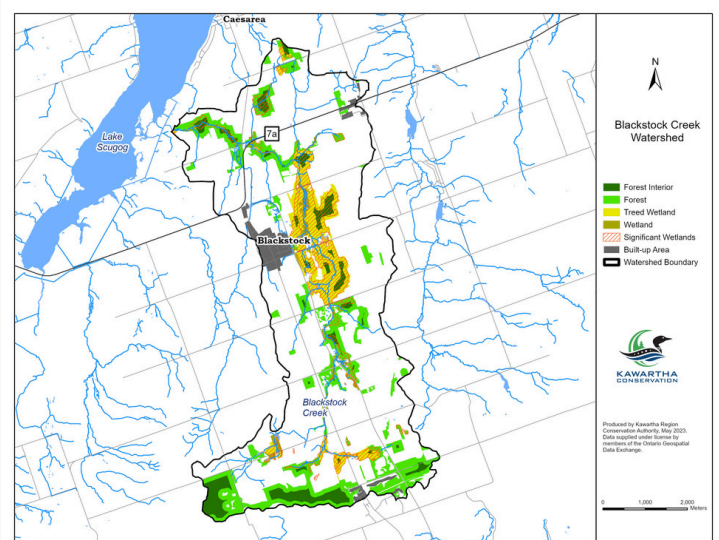 Caesarea
Lake
Scugog
7a
Blackstock
Blackstock
Creek
N
Blackstock Creek
Watershed
Forest Interior
Forest
Treed Wetland
Wetland
Significant Wetlands
Built-up Area
Watershed Boundary
KAWARTHA
CONSERVATION
Produced by Kawartha Region
Conservation Authority, May 2023.
Data supplied under license by
members of the Ontario Geospatial
Data Exchange.
0 1,000 2,000
Meters